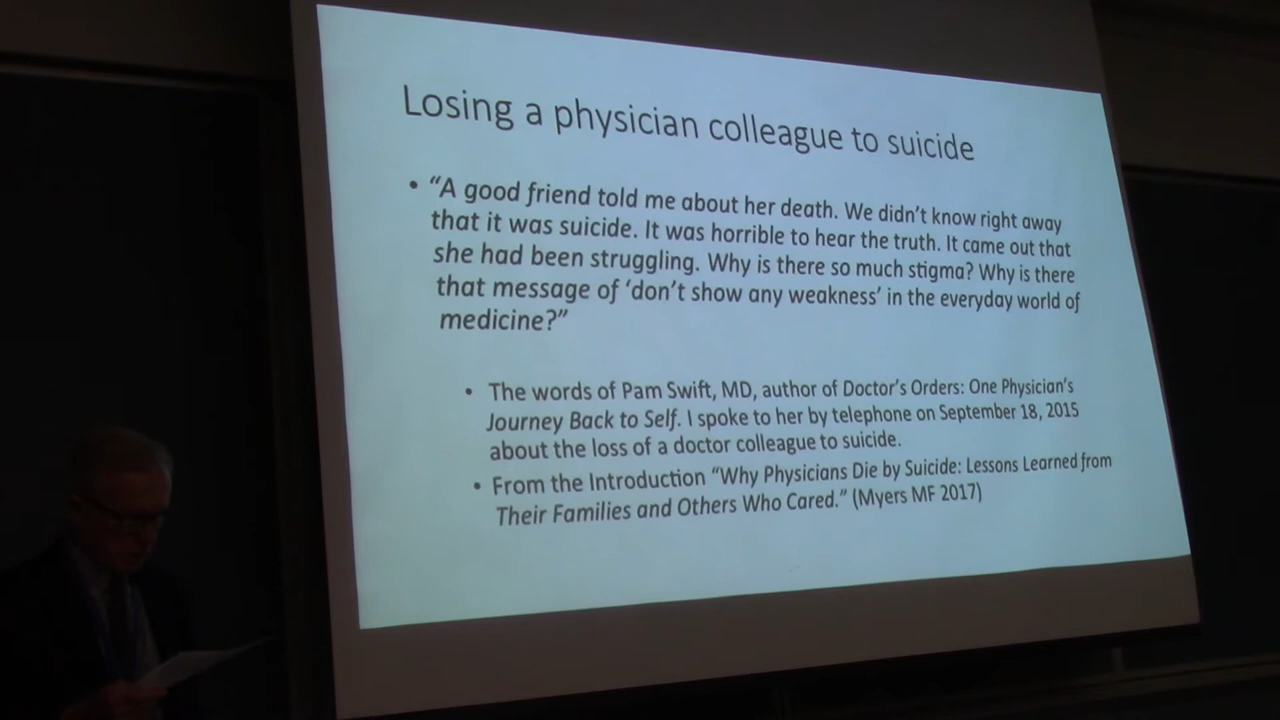 Losing a physician colleague to suicide
• “A good friend told me about her death. We didn’t know right away
that it was suicide. It was horrible to hear the truth. It came out that
she had been struggling. Why is there so much stigma? Why is there
that message of ‘don’t show any weakness’ in the everyday world of
medicine?”
• The words of Pam Swift, MD, author of Doctor’s Orders: One Physician’s
Journey Back to Self. I spoke to her by telephone on September 18, 2015
about the loss of a doctor colleague to suicide.
• From the Introduction “Why Physicians Die by Suicide: Lessons Learned from
Their Families and Others Who Cared.” (Myers MF 2017)